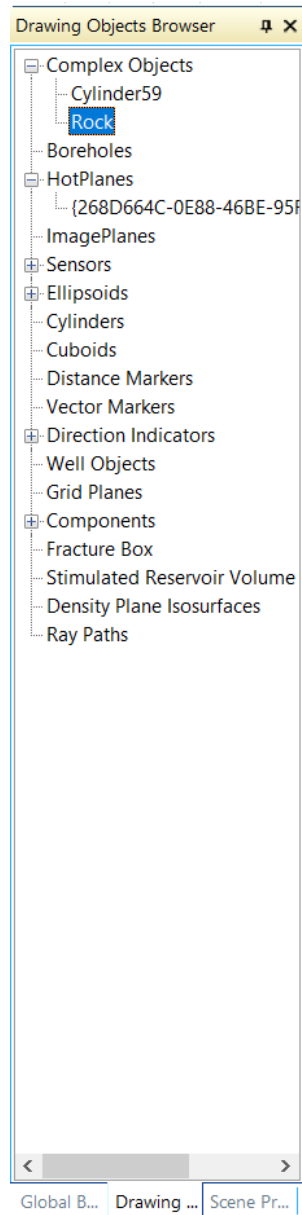 Drawing Objects Browser
Complex Objects
Cylinder59
Rock
Boreholes
HotPlanes
{268D664C-0E88-46BE-95F
ImagePlanes
Sensors
Ellipsoids
Cylinders
Cuboids
Distance Markers
Vector Markers
Direction Indicators
Well Objects
Grid Planes
Components
Fracture Box
Stimulated Reservoir Volume
Density Plane Isosurfaces
Ray Paths
Global B... Drawing ... Scene Pr...